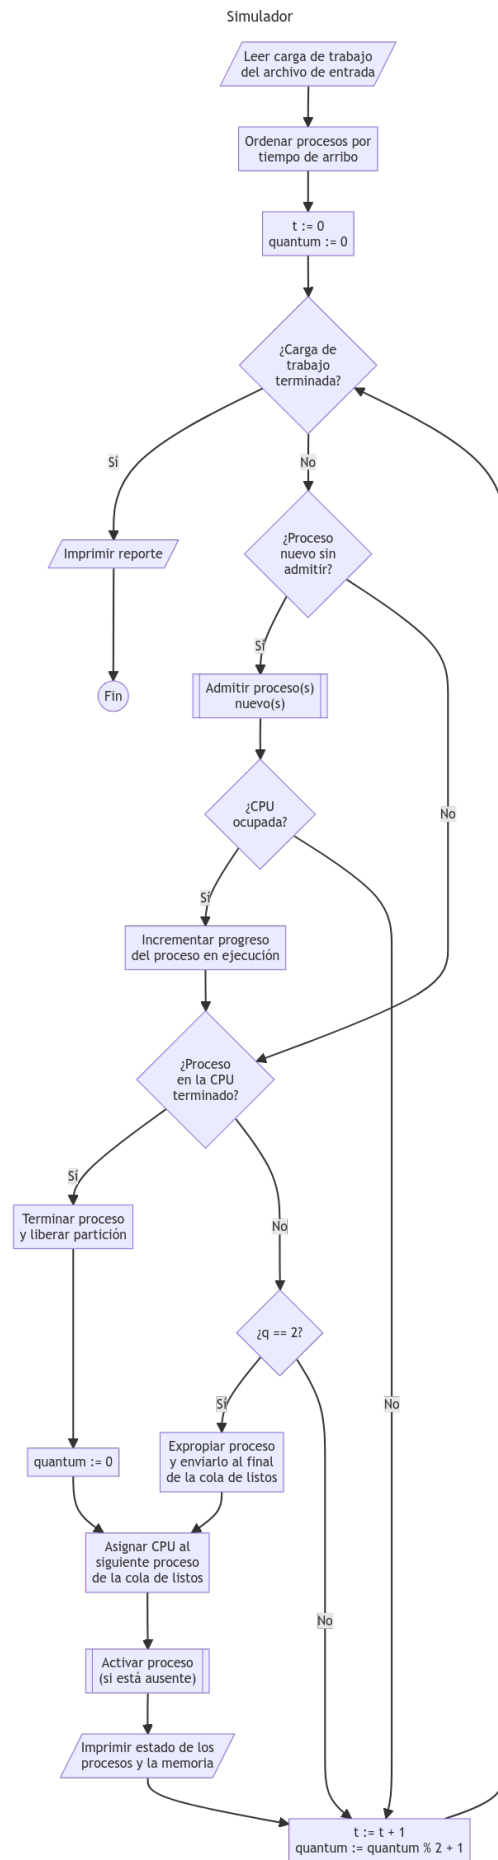 Simulador
Leer carga de trabajo
del archivo de entrada
Ordenar procesos por
tiempo de arribo
t := 0
quantum := 0
¿Carga de
trabajo
terminada?
Sí
No
Imprimir reporte
¿Proceso
nuevo sin
admitir?
Sí
Fin
Admitir proceso(s)
nuevo(s)
¿CPU
ocupada?
No
Sí
Incrementar progreso
del proceso en ejecución
¿Proceso
en la CPU
terminado?
Sí
Terminar proceso
y liberar partición
No
¿q == 2?
Sí
No
quantum := 0
Expropiar proceso
y enviarlo al final
de la cola de listos
Asignar CPU al
siguiente proceso
de la cola de listos
No
Activar proceso
(si está ausente)
Imprimir estado de los
procesos y la memoria
t := t + 1
quantum := quantum % 2 + 1